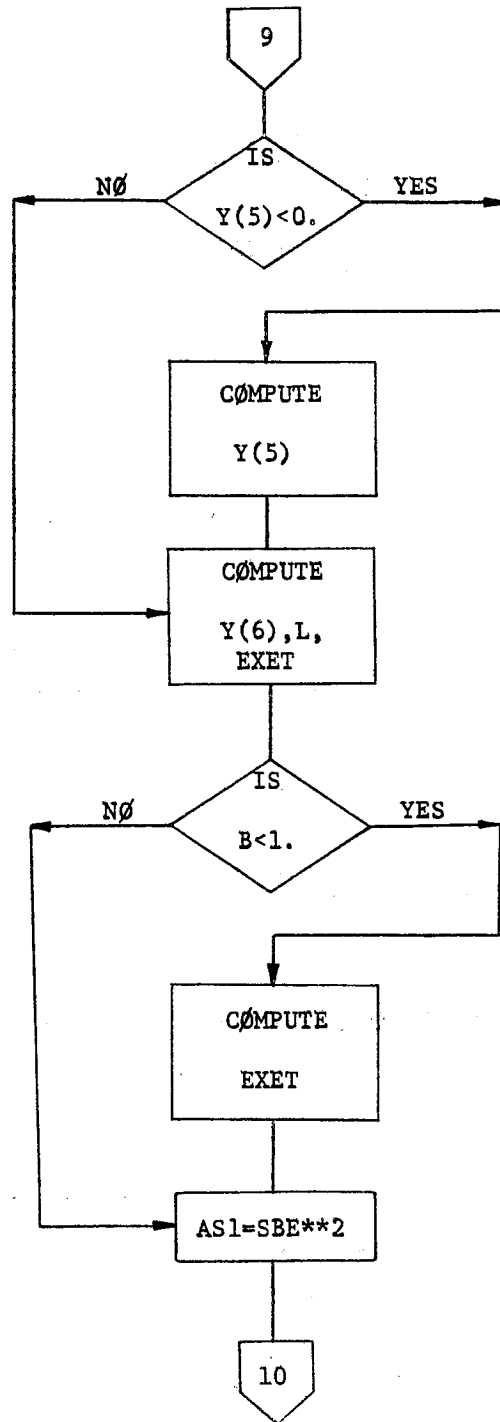 9
IS
NØ
YES
Y(5)<0.
CØMPUTE
Y(5)
CØMPUTE
Y(6),L,
EXET
IS
NØ
YES
B<1.
CØMPUTE
EXET
AS1=SBE**2
10